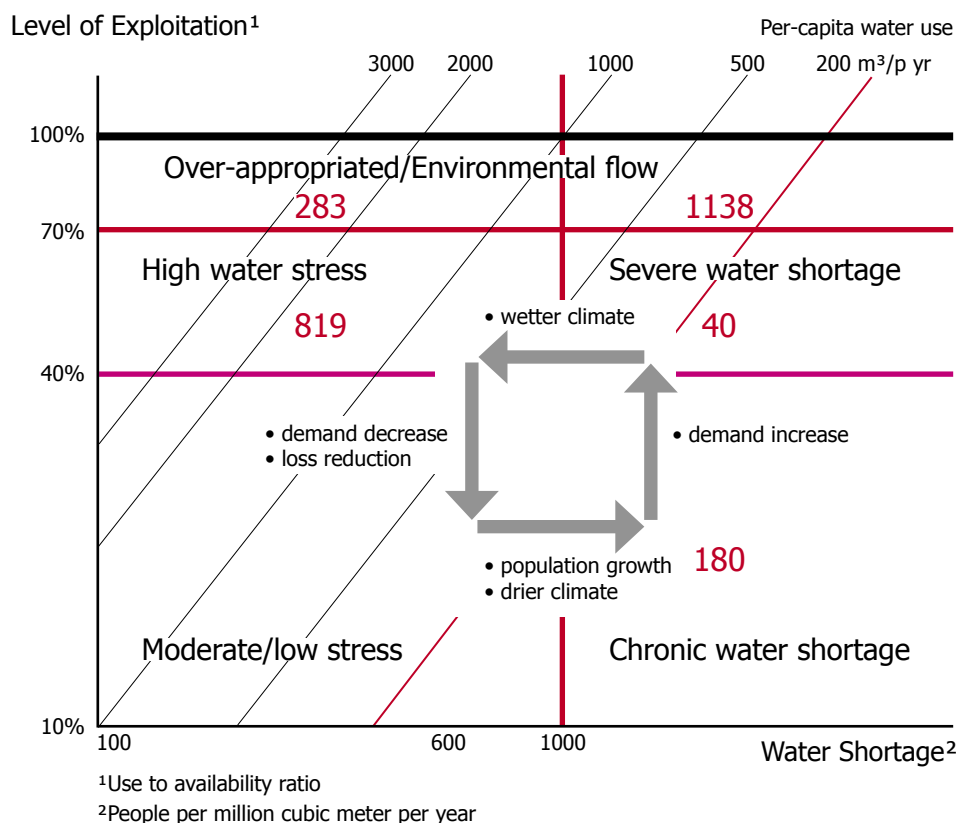 Level of Exploitation¹
Per-capita water use
3000
2000
1000
500
200 m³/p yr
100%
Over-appropriated/Environmental flow
283
1138
70%
High water stress
Severe water shortage
819
• wetter climate
40
40%
• demand decrease
• loss reduction
• demand increase
• population growth
• drier climate
180
Moderate/low stress
Chronic water shortage
10%
100
600
1000
Water Shortage²
¹Use to availability ratio
²People per million cubic meter per year